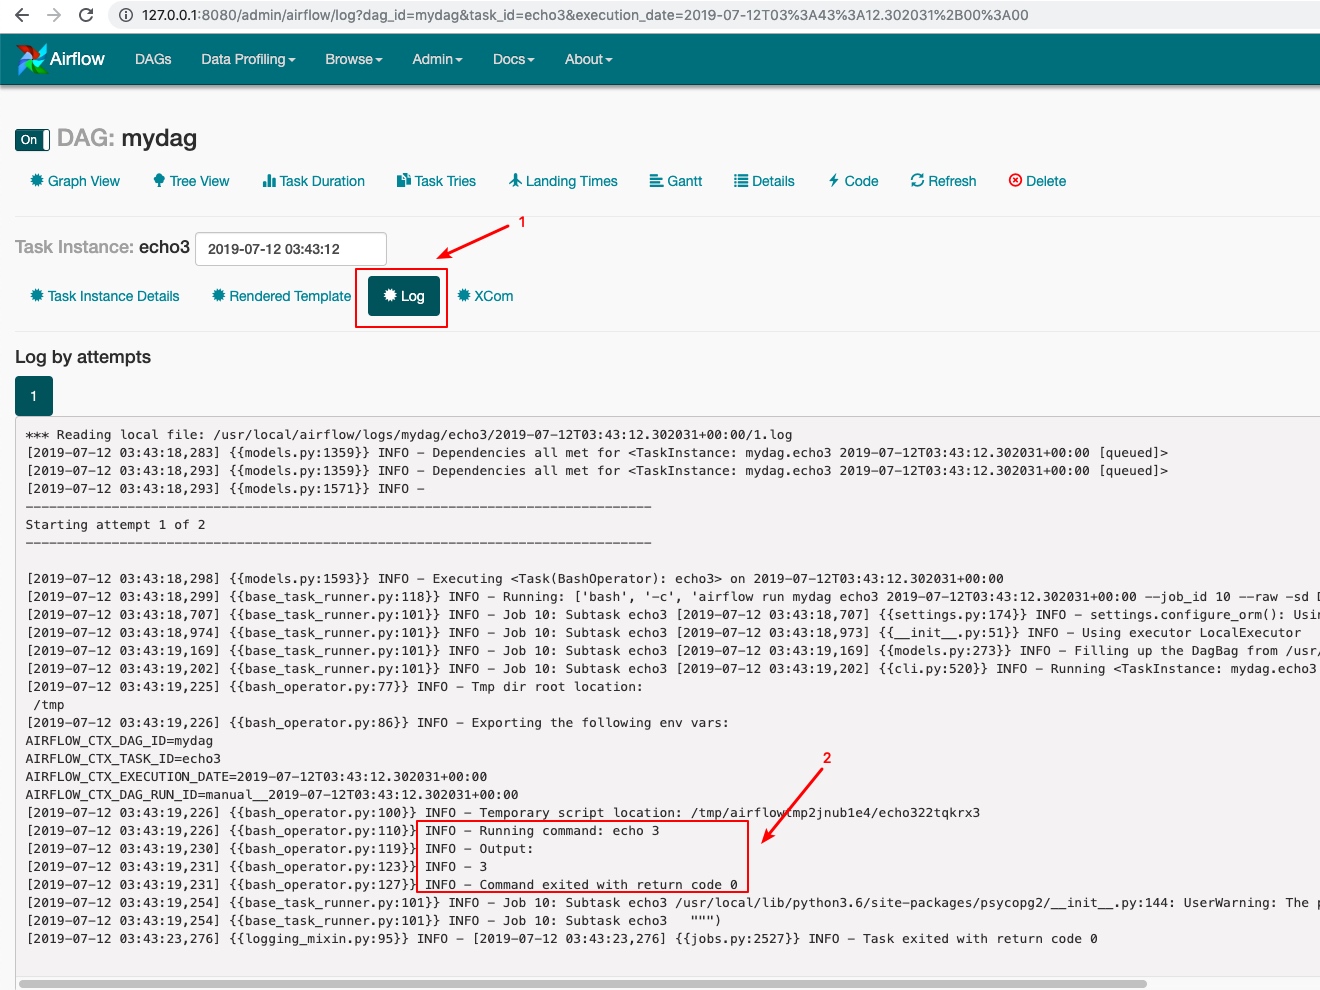 127.0.0.1:8080/admin/airflow/log?dag_id=mydag&task_id=echo3&execution_date=2019-07-12T03%3A43%3A12.302031%2B00%3A00
Airflow DAGs Data Profiling Browse Admin Docs About
On DAG: mydag
Graph View Tree View Task Duration Task Tries Landing Times Gantt Details Code Refresh Delete
1
Task Instance: echo3 2019-07-12 03:43:12
Task Instance Details Rendered Template Log XCom
Log by attempts
1
*** Reading local file: /usr/local/airflow/logs/mydag/echo3/2019-07-12T03:43:12.302031+00:00/1.log
[2019-07-12 03:43:18,283] {{models.py:1359}} INFO - Dependencies all met for <TaskInstance: mydag.echo3 2019-07-12T03:43:12.302031+00:00 [queued]>
[2019-07-12 03:43:18,293] {{models.py:1359}} INFO - Dependencies all met for <TaskInstance: mydag.echo3 2019-07-12T03:43:12.302031+00:00 [queued]>
[2019-07-12 03:43:18,293] {{models.py:1571}} INFO -
--------------------------------------------------------------------------------
Starting attempt 1 of 2
--------------------------------------------------------------------------------
[2019-07-12 03:43:18,298] {{models.py:1593}} INFO - Executing <Task(BashOperator): echo3> on 2019-07-12T03:43:12.302031+00:00
[2019-07-12 03:43:18,299] {{base_task_runner.py:118}} INFO - Running: ['bash', '-c', 'airflow run mydag echo3 2019-07-12T03:43:12.302031+00:00 --job_id 10 --raw -sd D
[2019-07-12 03:43:18,707] {{base_task_runner.py:101}} INFO - Job 10: Subtask echo3 [2019-07-12 03:43:18,707] {{settings.py:174}} INFO - settings.configure_orm(): Usin
[2019-07-12 03:43:18,974] {{base_task_runner.py:101}} INFO - Job 10: Subtask echo3 [2019-07-12 03:43:18,973] {{__init__.py:51}} INFO - Using executor LocalExecutor
[2019-07-12 03:43:19,169] {{base_task_runner.py:101}} INFO - Job 10: Subtask echo3 [2019-07-12 03:43:19,169] {{models.py:273}} INFO - Filling up the DagBag from /usr/
[2019-07-12 03:43:19,202] {{base_task_runner.py:101}} INFO - Job 10: Subtask echo3 [2019-07-12 03:43:19,202] {{cli.py:520}} INFO - Running <TaskInstance: mydag.echo3
[2019-07-12 03:43:19,225] {{bash_operator.py:77}} INFO - Tmp dir root location:
/tmp
[2019-07-12 03:43:19,226] {{bash_operator.py:86}} INFO - Exporting the following env vars:
AIRFLOW_CTX_DAG_ID=mydag
AIRFLOW_CTX_TASK_ID=echo3
2
AIRFLOW_CTX_EXECUTION_DATE=2019-07-12T03:43:12.302031+00:00
AIRFLOW_CTX_DAG_RUN_ID=manual__2019-07-12T03:43:12.302031+00:00
[2019-07-12 03:43:19,226] {{bash_operator.py:100}} INFO - Temporary script location: /tmp/airflowtmp2jnub1e4/echo322tqkrx3
[2019-07-12 03:43:19,226] {{bash_operator.py:110}} INFO - Running command: echo 3
[2019-07-12 03:43:19,230] {{bash_operator.py:119}} INFO - Output:
[2019-07-12 03:43:19,231] {{bash_operator.py:123}} INFO - 3
[2019-07-12 03:43:19,231] {{bash_operator.py:127}} INFO - Command exited with return code 0
[2019-07-12 03:43:19,254] {{base_task_runner.py:101}} INFO - Job 10: Subtask echo3 /usr/local/lib/python3.6/site-packages/psycopg2/__init__.py:144: UserWarning: The p
[2019-07-12 03:43:19,254] {{base_task_runner.py:101}} INFO - Job 10: Subtask echo3   """)
[2019-07-12 03:43:23,276] {{logging_mixin.py:95}} INFO - [2019-07-12 03:43:23,276] {{jobs.py:2527}} INFO - Task exited with return code 0